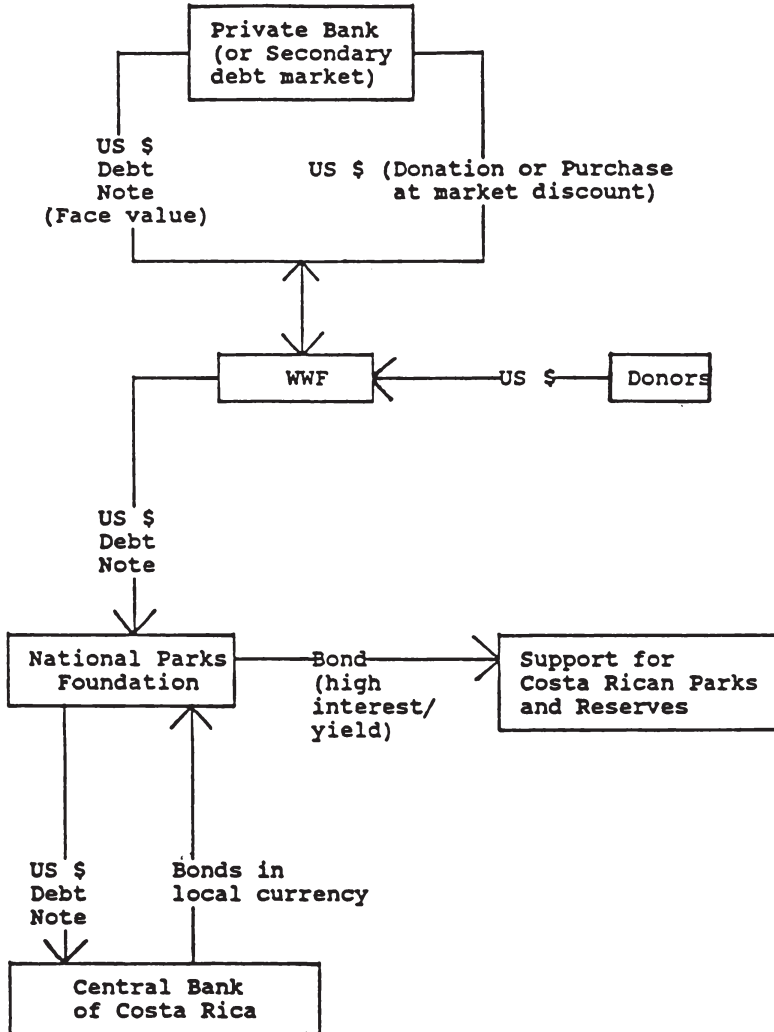 Private Bank
(or Secondary
debt market)
US $
Debt
Note
(Face value)
US $ (Donation or Purchase
at market discount)
WWF
US $
Donors
US $
Debt
Note
National Parks
Foundation
Bond
(high
interest/
yield)
Support for
Costa Rican Parks
and Reserves
US $
Debt
Note
Bonds in
local currency
Central Bank
of Costa Rica